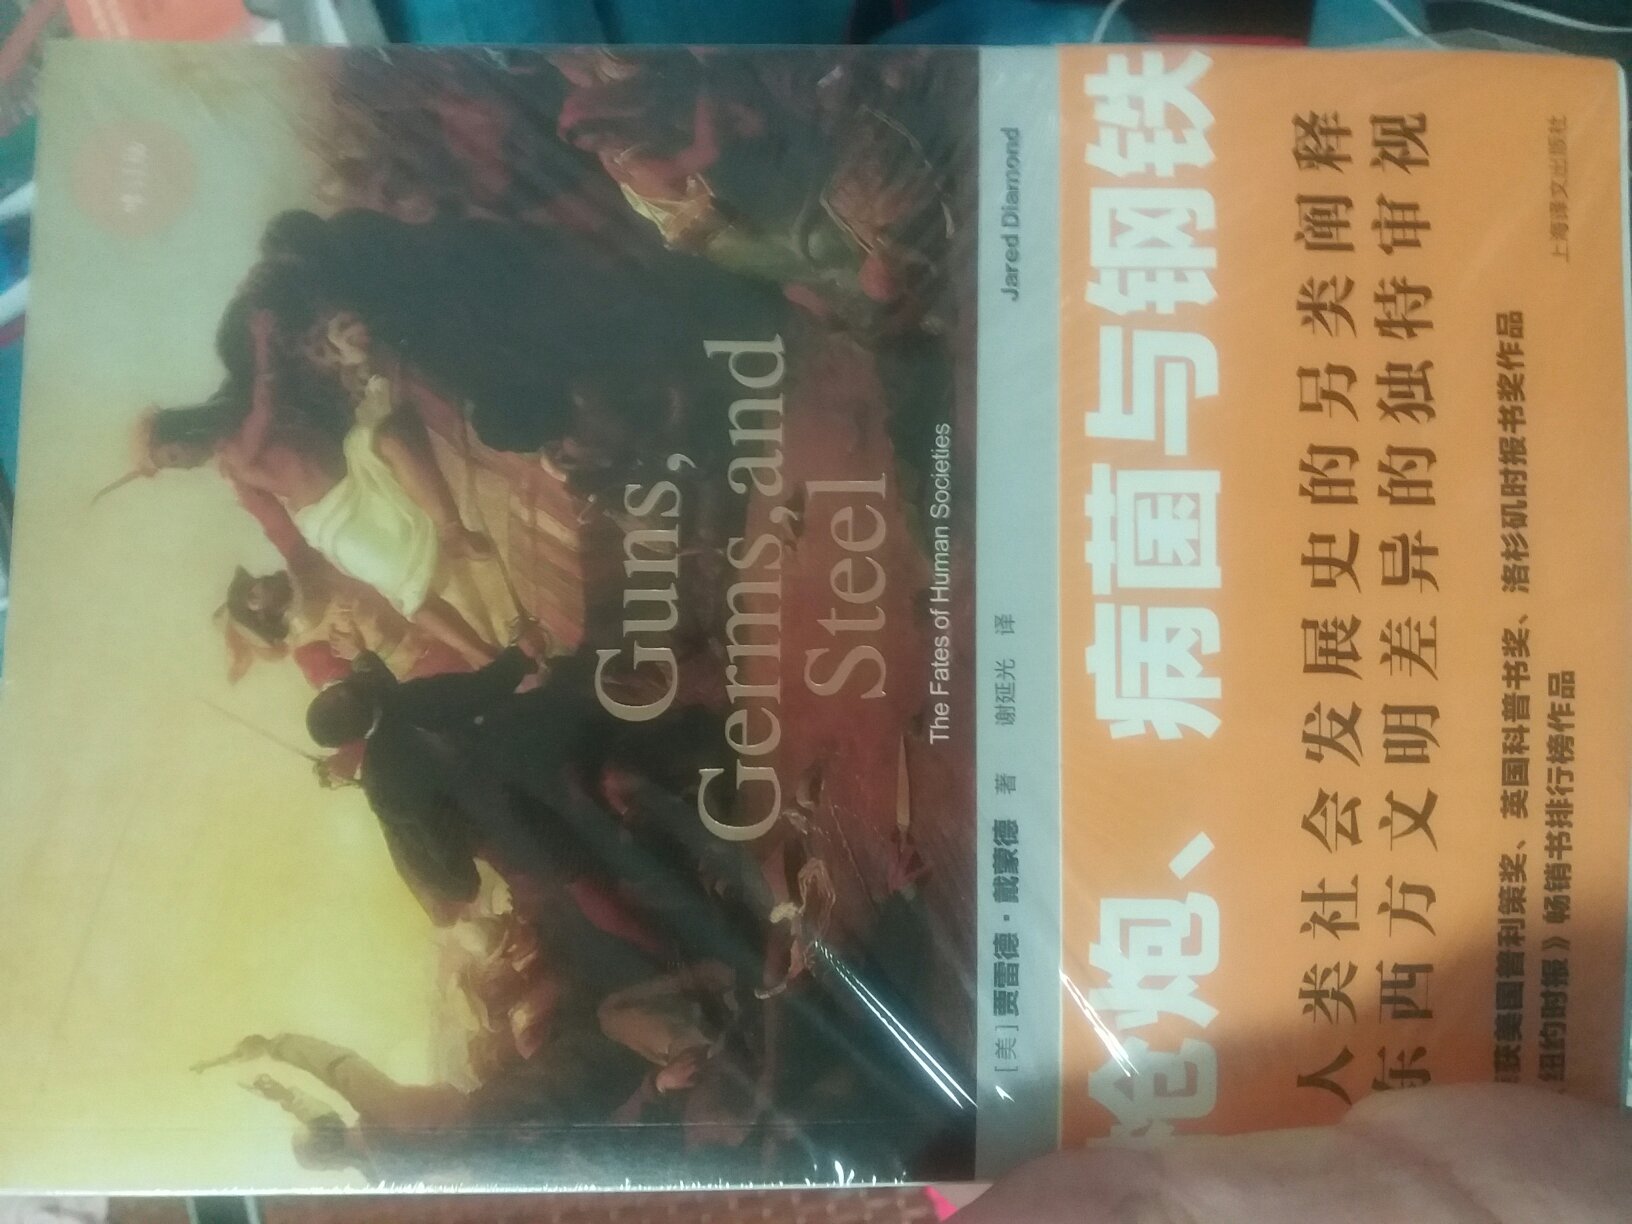 Guns,
Germs, and
Steel
The Fates of Human Societies
[美] 贾雷德·戴蒙德 著 谢延光 译 Jared Diamond
枪炮、病菌与钢铁
人类社会发展史的另类阐释
东西方文明差异的独特审视
获美国普利策奖、英国科普书奖、洛杉矶时报书奖作品
纽约时报》畅销书排行榜作品
上海译文出版社